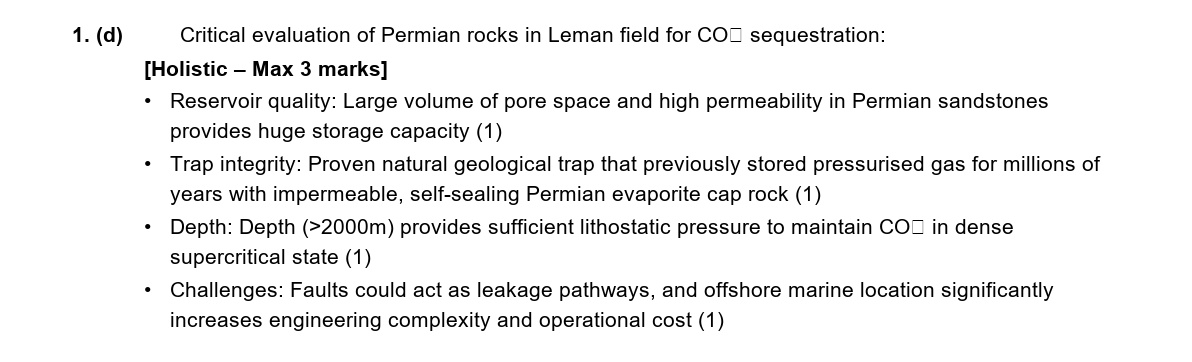 1. (d) Critical evaluation of Permian rocks in Leman field for CO□ sequestration:
[Holistic – Max 3 marks]
• Reservoir quality: Large volume of pore space and high permeability in Permian sandstones
provides huge storage capacity (1)
• Trap integrity: Proven natural geological trap that previously stored pressurised gas for millions of
years with impermeable, self-sealing Permian evaporite cap rock (1)
• Depth: Depth (>2000m) provides sufficient lithostatic pressure to maintain CO□ in dense
supercritical state (1)
• Challenges: Faults could act as leakage pathways, and offshore marine location significantly
increases engineering complexity and operational cost (1)